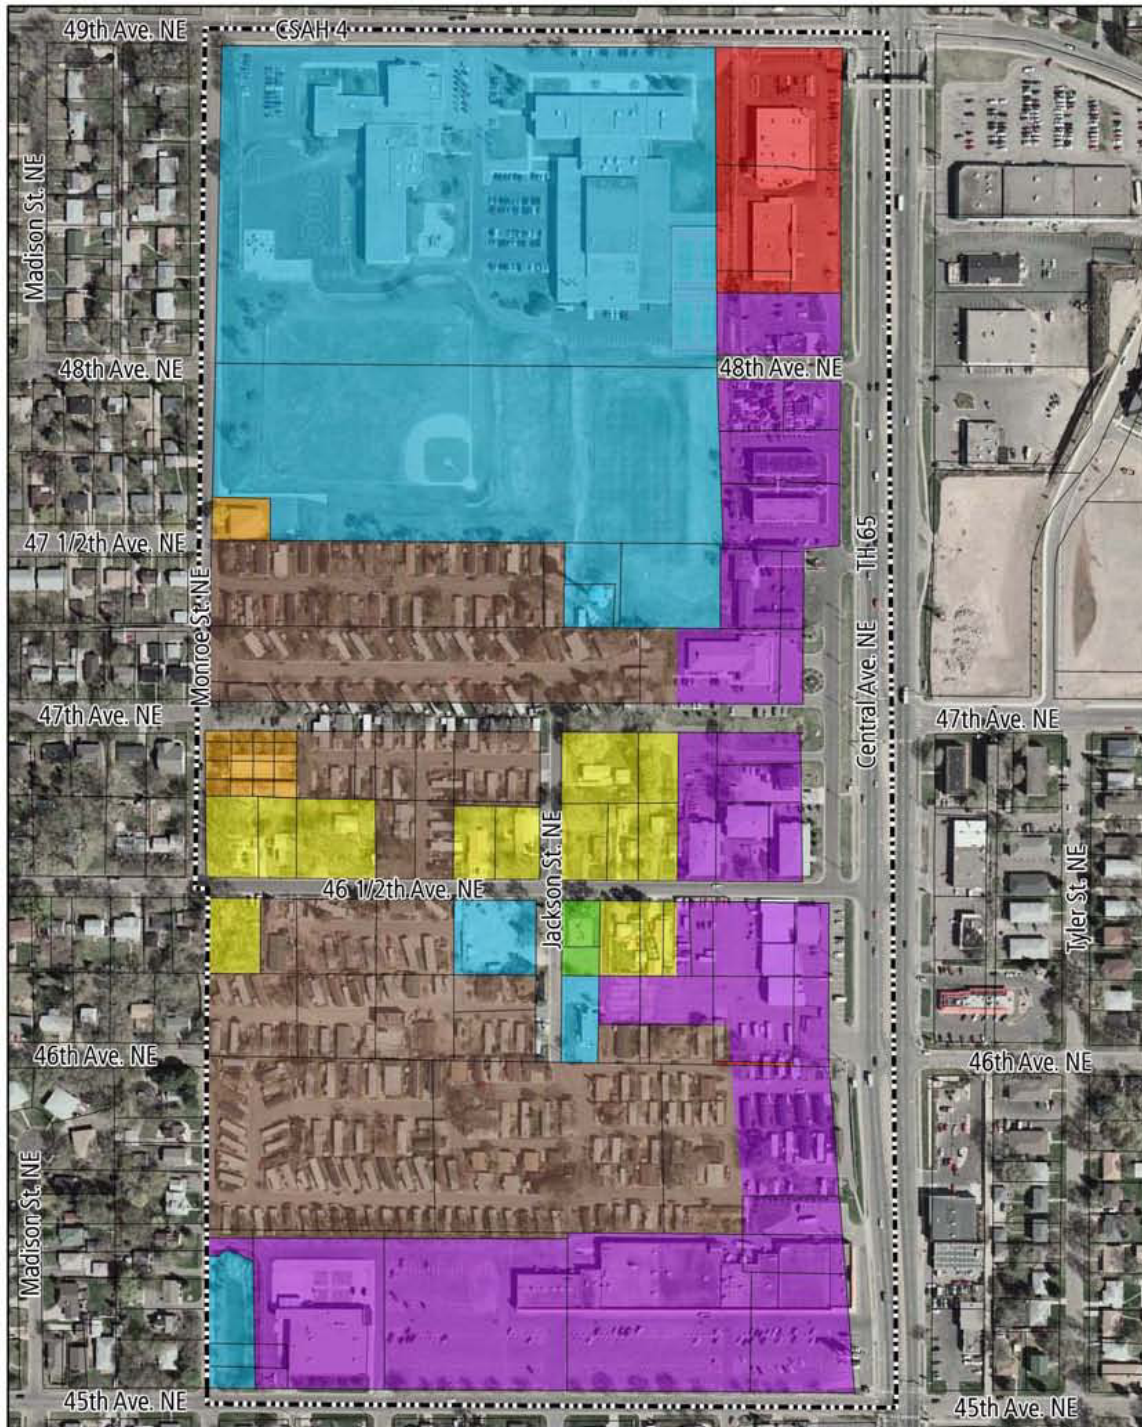 49th Ave. NE
CSAH 4
Madison St. NE
48th Ave. NE
48th Ave. NE
47 1/2th Ave. NE
Monroe St. NE
TH 65
Central Ave. NE
47th Ave. NE
47th Ave. NE
Jackson St. NE
46 1/2th Ave. NE
Tyler St. NE
46th Ave. NE
46th Ave. NE
Madison St. NE
45th Ave. NE
45th Ave. NE